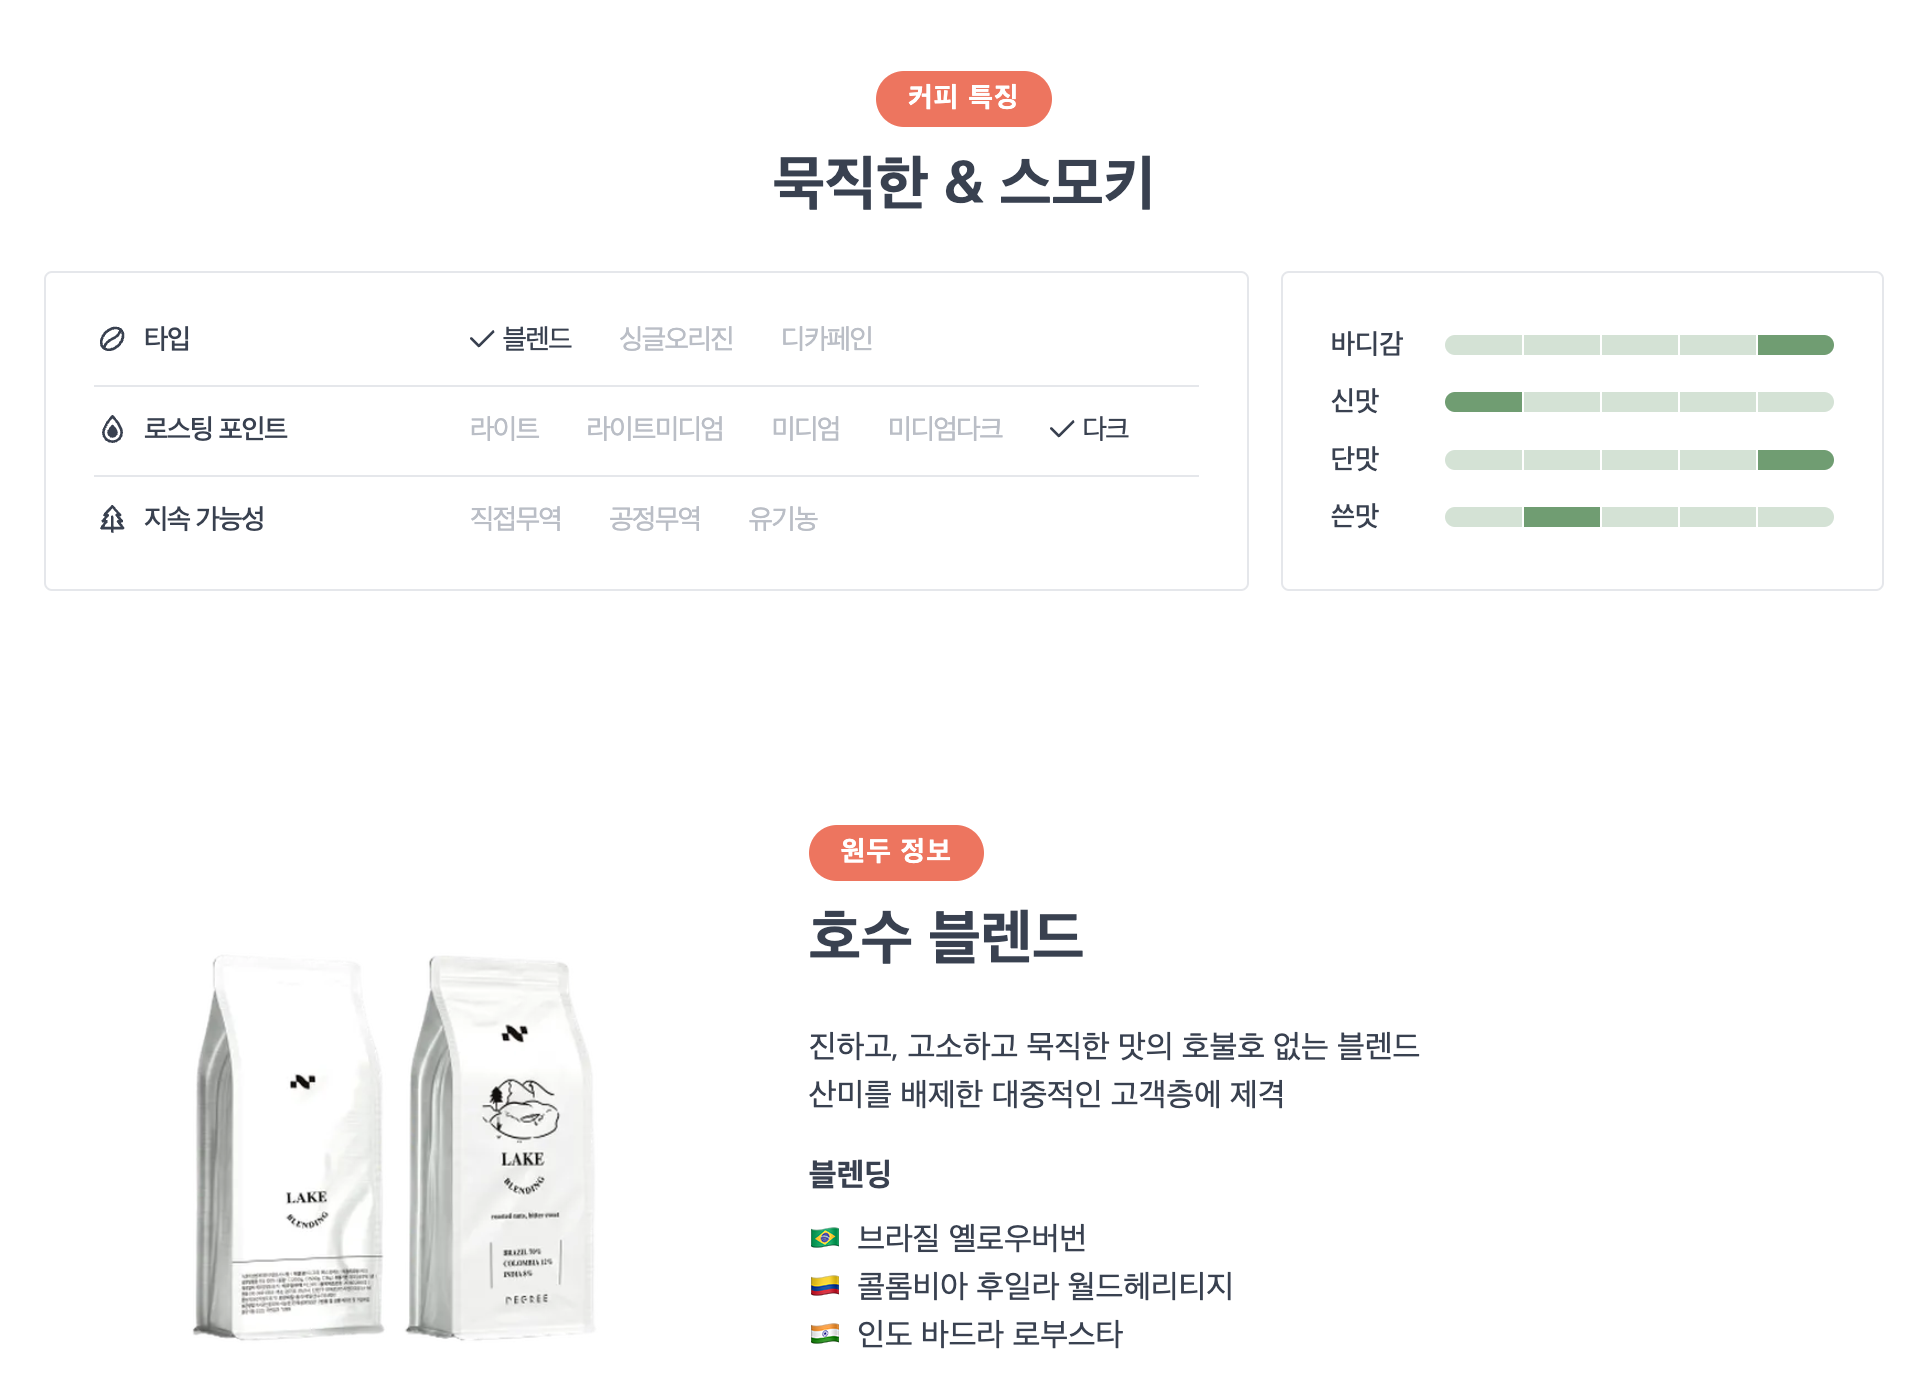 커피 특징
묵직한 & 스모키
타입 블렌드 싱글오리진 디카페인
로스팅 포인트 라이트 라이트미디엄 미디엄 미디엄다크 다크
지속 가능성 직접무역 공정무역 유기농
바디감
신맛
단맛
쓴맛
원두 정보
호수 블렌드
진하고, 고소하고 묵직한 맛의 호불호 없는 블렌드
산미를 배제한 대중적인 고객층에 제격
블렌딩
브라질 옐로우버번
콜롬비아 후일라 월드헤리티지
인도 바드라 로부스타
LAKE
BLENDING
LAKE
BLENDING
roasted nuts, bitter sweet
BRAZIL
COLOMBIA
INDIA 8%
DEGREE